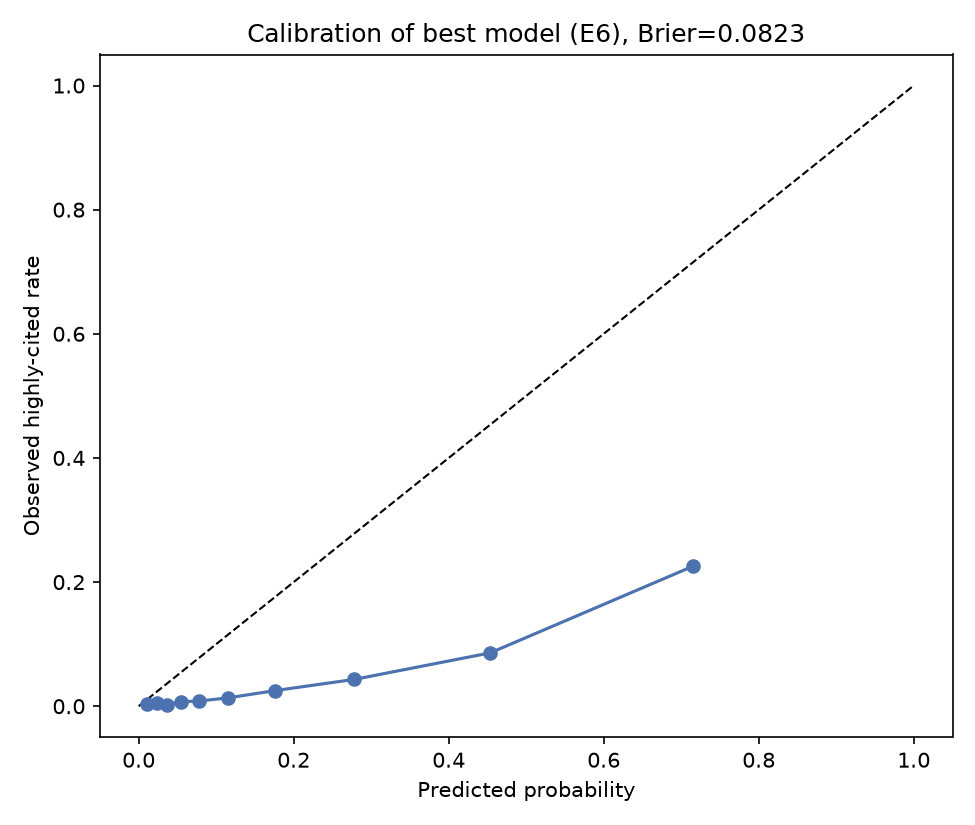 Calibration of best model (E6), Brier=0.0823
Observed highly-cited rate
1.0
0.8
0.6
0.4
0.2
0.0
0.0 0.2 0.4 0.6 0.8 1.0
Predicted probability